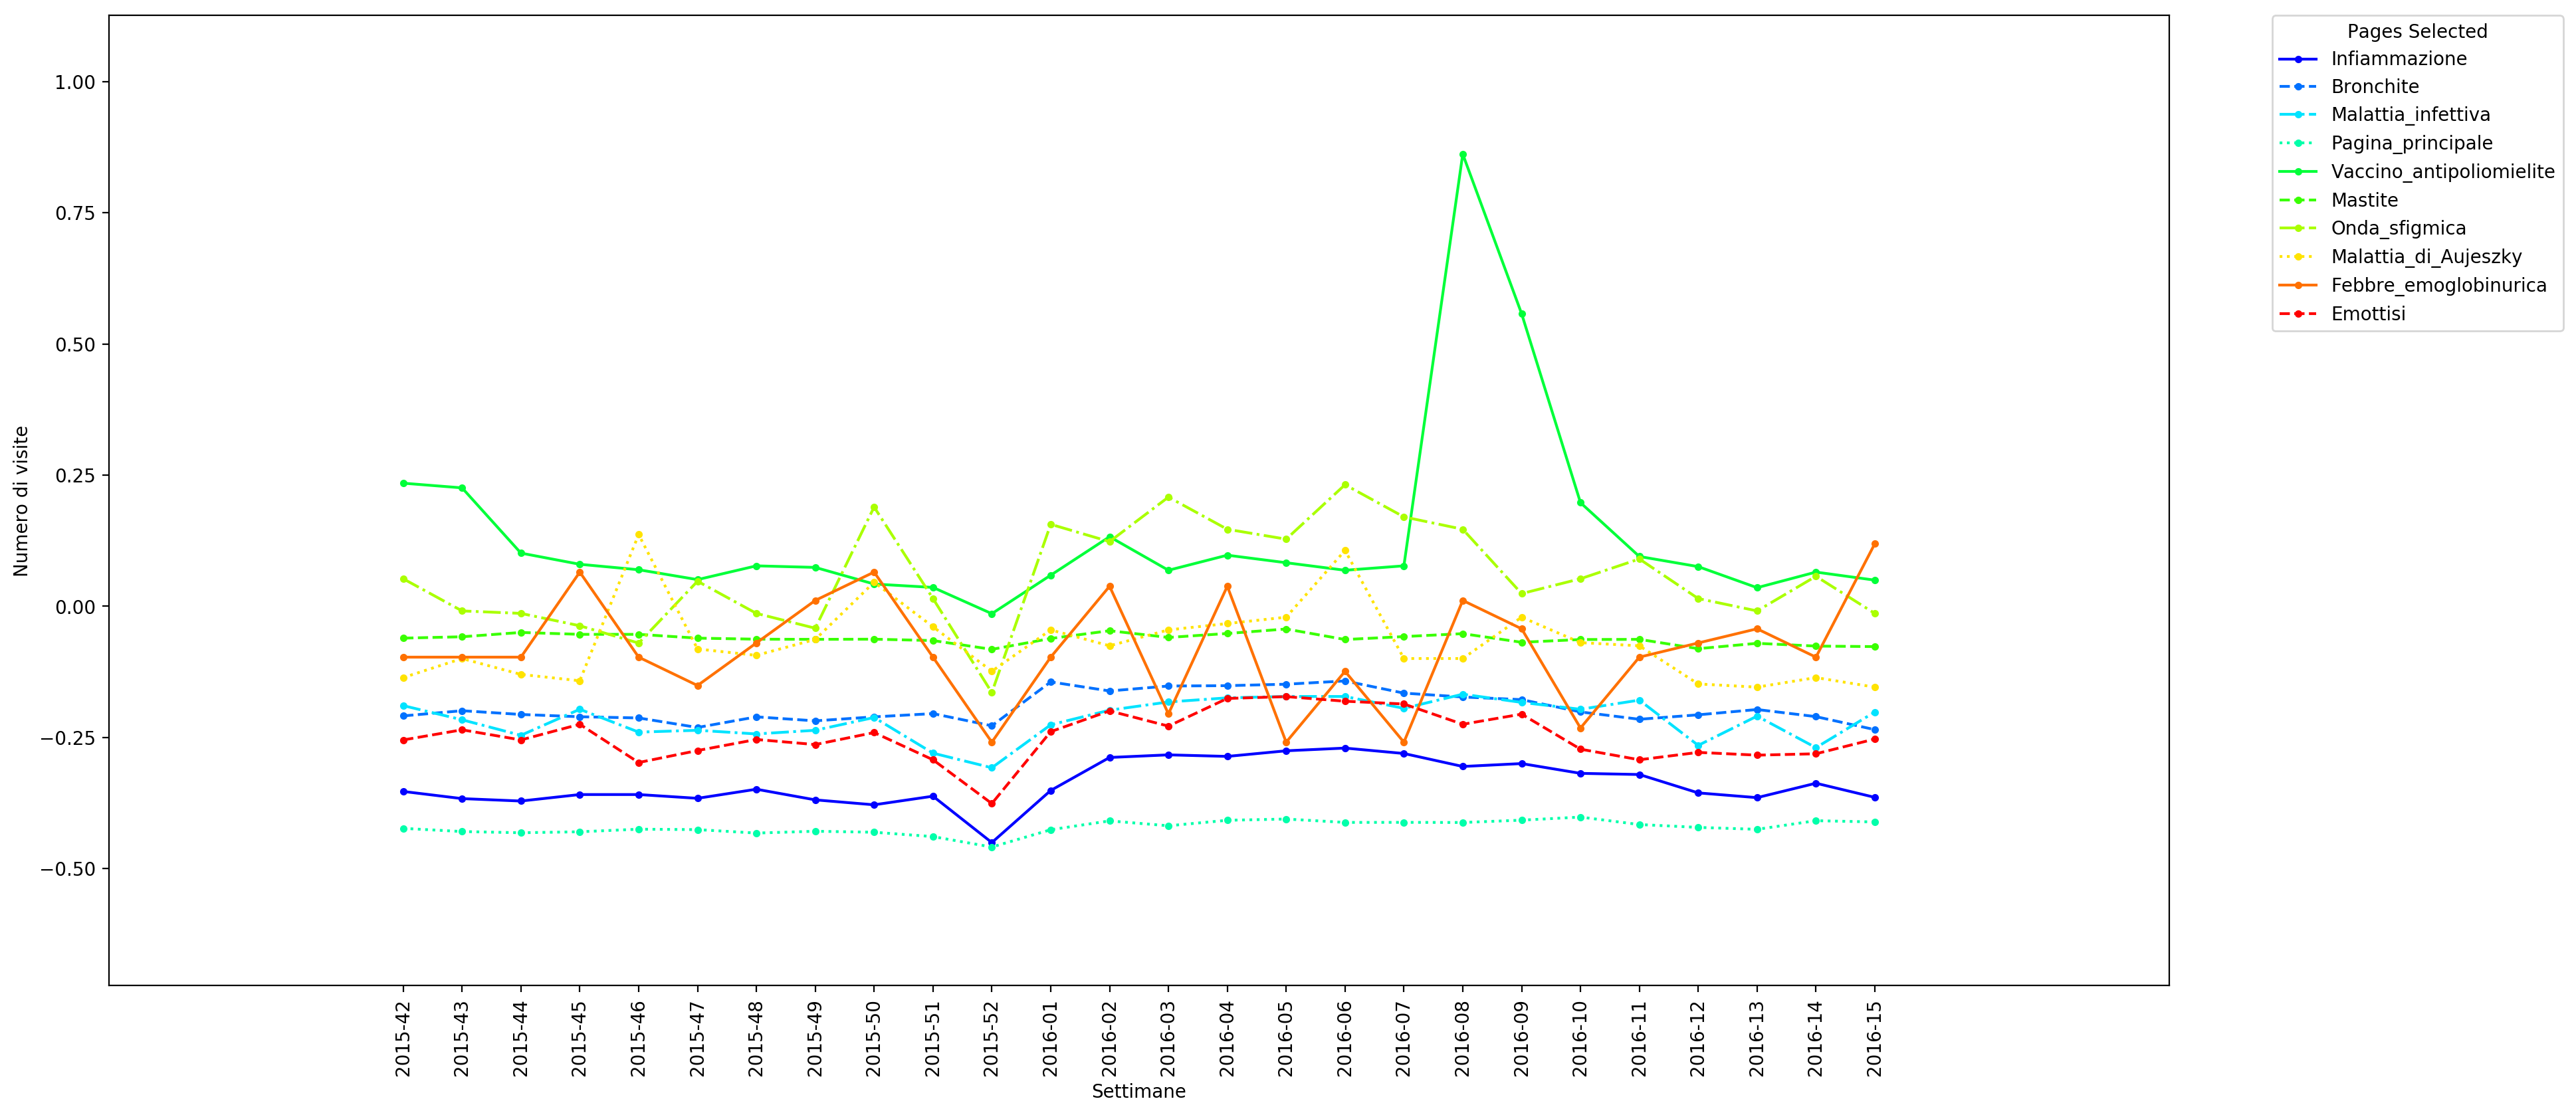 1.00
0.75
0.50
0.25
0.00
−0.25
−0.50
Numero di visite
2015-42
2015-43
2015-44
2015-45
2015-46
2015-47
2015-48
2015-49
2015-50
2015-51
2015-52
2016-01
2016-02
2016-03
2016-04
2016-05
2016-06
2016-07
2016-08
2016-09
2016-10
2016-11
2016-12
2016-13
2016-14
2016-15
Settimane
Pages Selected
Infiammazione
Bronchite
Malattia_infettiva
Pagina_principale
Vaccino_antipoliomielite
Mastite
Onda_sfigmica
Malattia_di_Aujeszky
Febbre_emoglobinurica
Emottisi